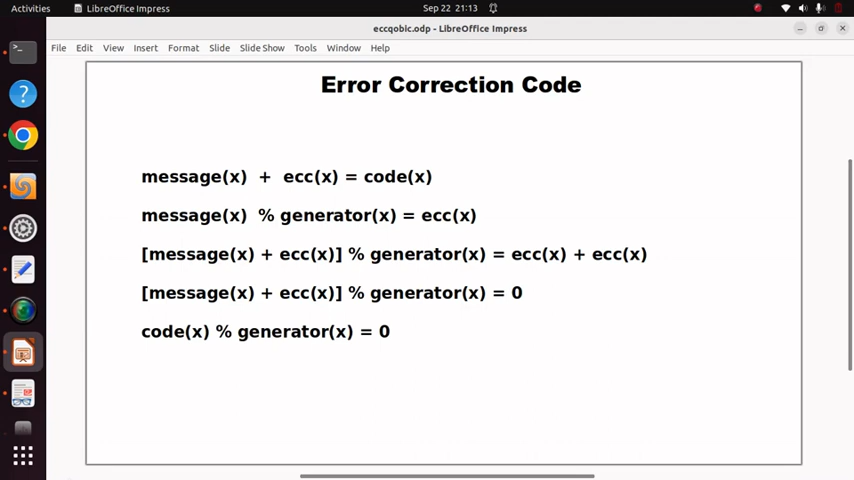 Activities LibreOffice Impress Sep 22 21:13
eccqobic.odp - LibreOffice Impress
File Edit View Insert Format Slide Slide Show Tools Window Help
Error Correction Code
message(x) + ecc(x) = code(x)
message(x) % generator(x) = ecc(x)
[message(x) + ecc(x)] % generator(x) = ecc(x) + ecc(x)
[message(x) + ecc(x)] % generator(x) = 0
code(x) % generator(x) = 0